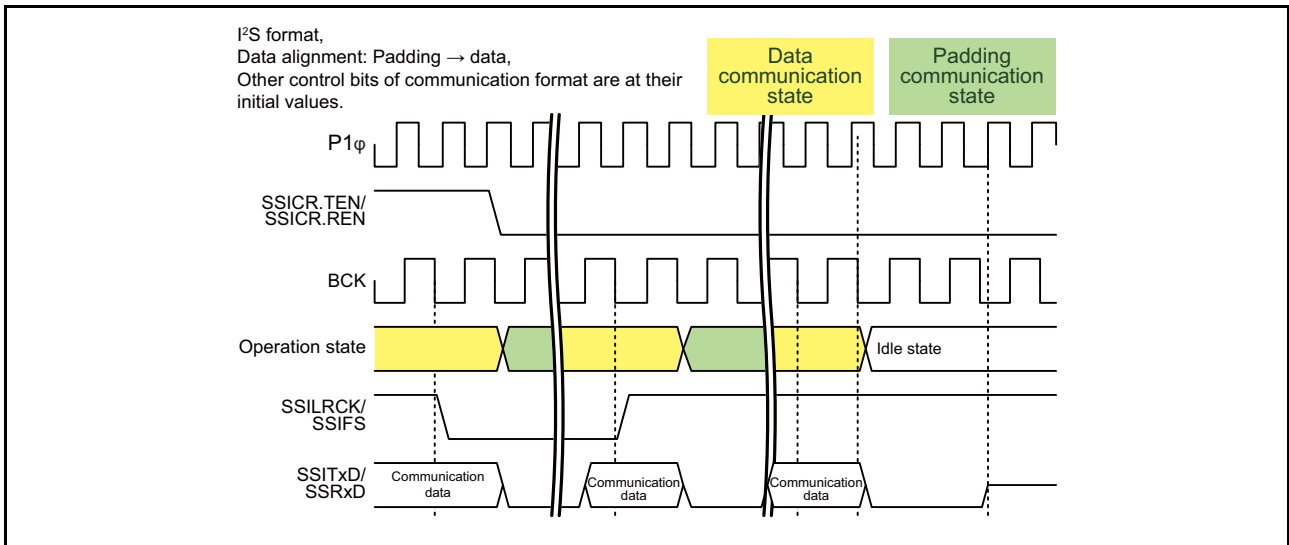 I²S format,
Data alignment: Padding → data,
Other control bits of communication format are at their
initial values.
Data
communication
state
Padding
communication
state
P1φ
SSICR.TEN/
SSICR.REN
BCK
Operation state
Idle state
SSILRCK/
SSIFS
SSITxD/
SSRxD
Communication
data
Communication
data
Communication
data